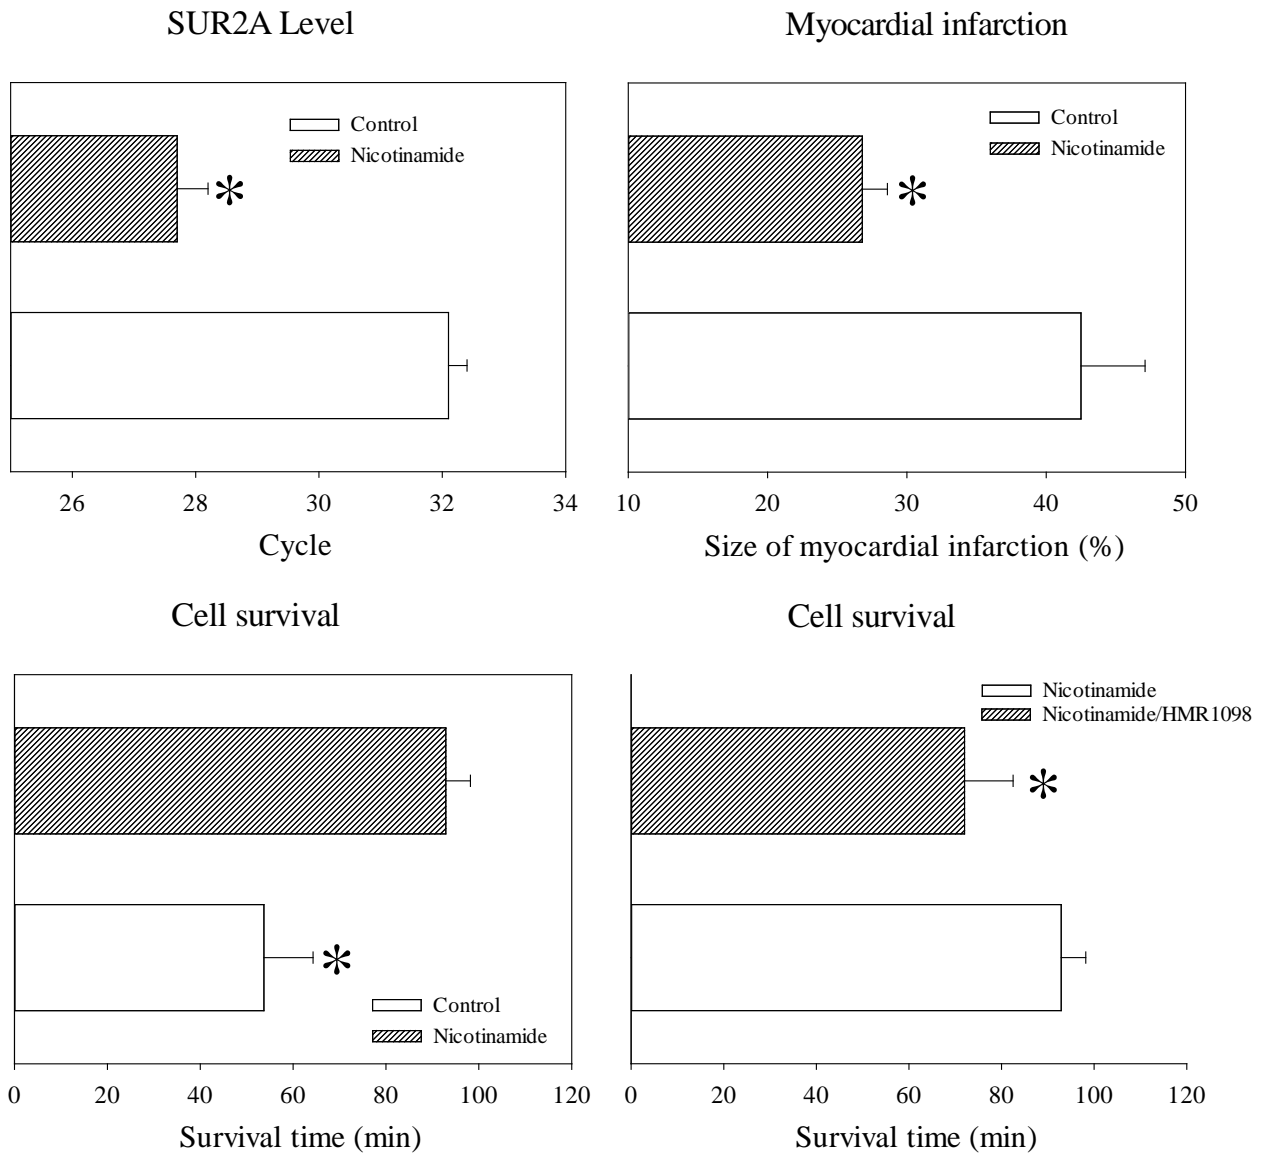 SUR2A Level
Control
Nicotinamide
*
26 28 30 32 34
Cycle
Myocardial infarction
Control
Nicotinamide
*
10 20 30 40 50
Size of myocardial infarction (%)
Cell survival
*
Control
Nicotinamide
0 20 40 60 80 100 120
Survival time (min)
Cell survival
Nicotinamide
Nicotinamide/HMR1098
*
0 20 40 60 80 100 120
Survival time (min)